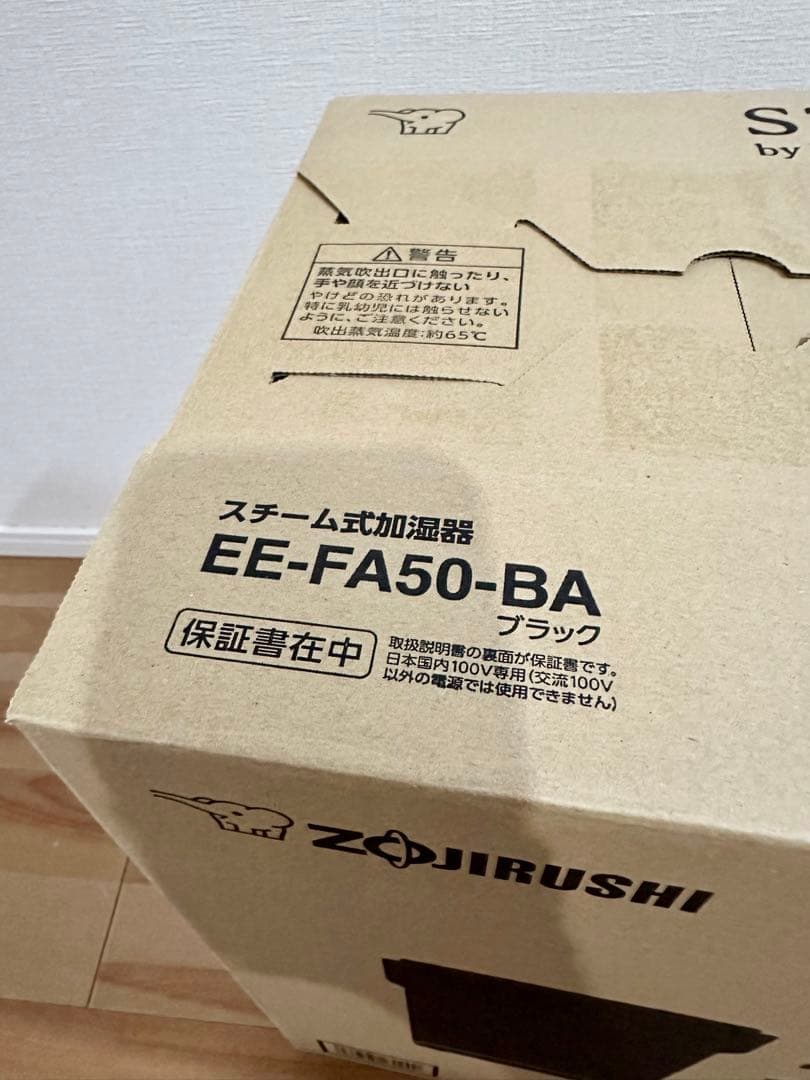 by
⚠警告
蒸気吹出口に触ったり、
手や顔を近づけない
やけどの恐れがあります。
特に乳幼児には触らせない
ように、ご注意ください。
吹出蒸気温度:約65℃
スチーム式加湿器
EE-FA50-BA
ブラック
保証書在中
取扱説明書の裏面が保証書です。
日本国内100V専用(交流100V
以外の電源では使用できません)
ZOJIRUSHI